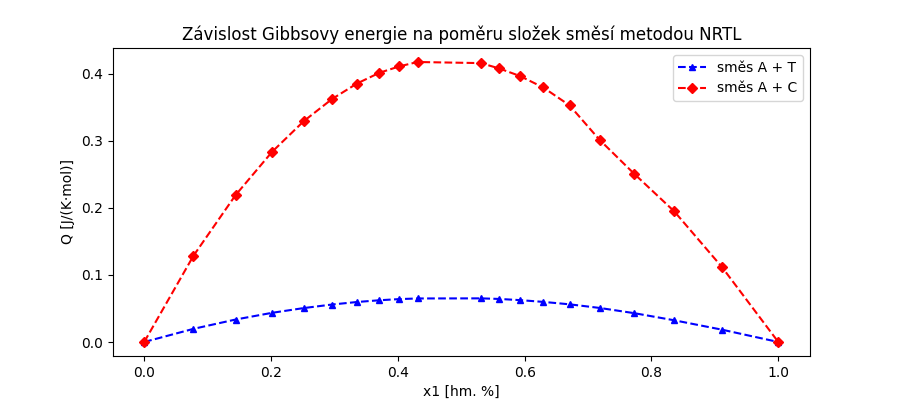 Závislost Gibbsovy energie na poměru složek směsí metodou NRTL
směs A + T
směs A + C
Q [J/(K·mol)]
0.4
0.3
0.2
0.1
0.0
0.0 0.2 0.4 0.6 0.8 1.0
x1 [hm. %]